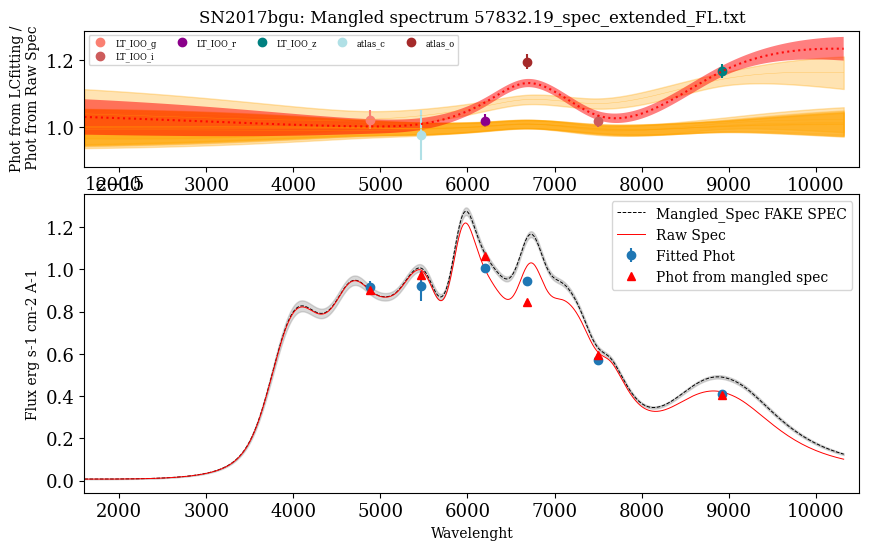 SN2017bgu: Mangled spectrum 57832.19_spec_extended_FL.txt
Phot from LCfitting /
Phot from Raw Spec
LT_IOO_g LT_IOO_r LT_IOO_z atlas_c atlas_o
LT_IOO_i
1.2
1.0
2000 3000 4000 5000 6000 7000 8000 9000 10000
1e−15
Mangled_Spec FAKE SPEC
Raw Spec
Fitted Phot
Phot from mangled spec
Flux erg s-1 cm-2 A-1
1.2
1.0
0.8
0.6
0.4
0.2
0.0
2000 3000 4000 5000 6000 7000 8000 9000 10000
Wavelenght